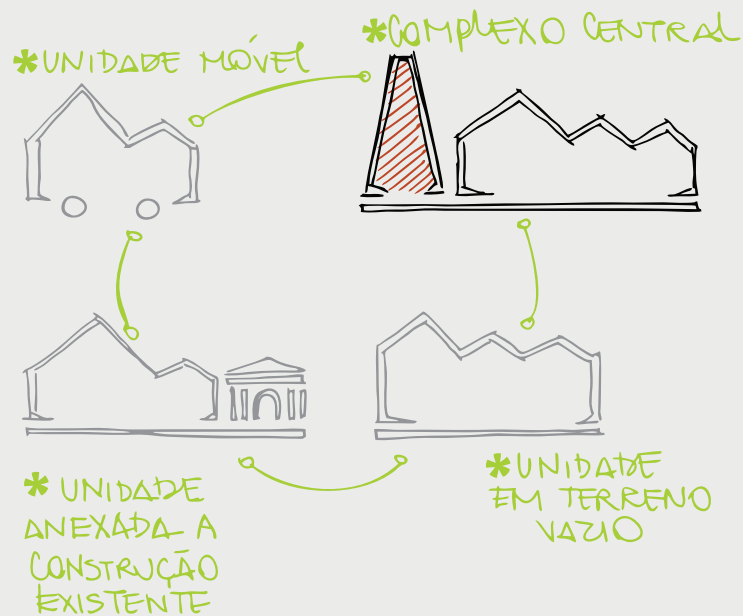 *UNIDADE MÓVEL
*COMPLEXO CENTRAL
* UNIDADE
ANEXADA A
CONSTRUÇÃO
EXISTENTE
*UNIDADE
EM TERRENO
VAZIO